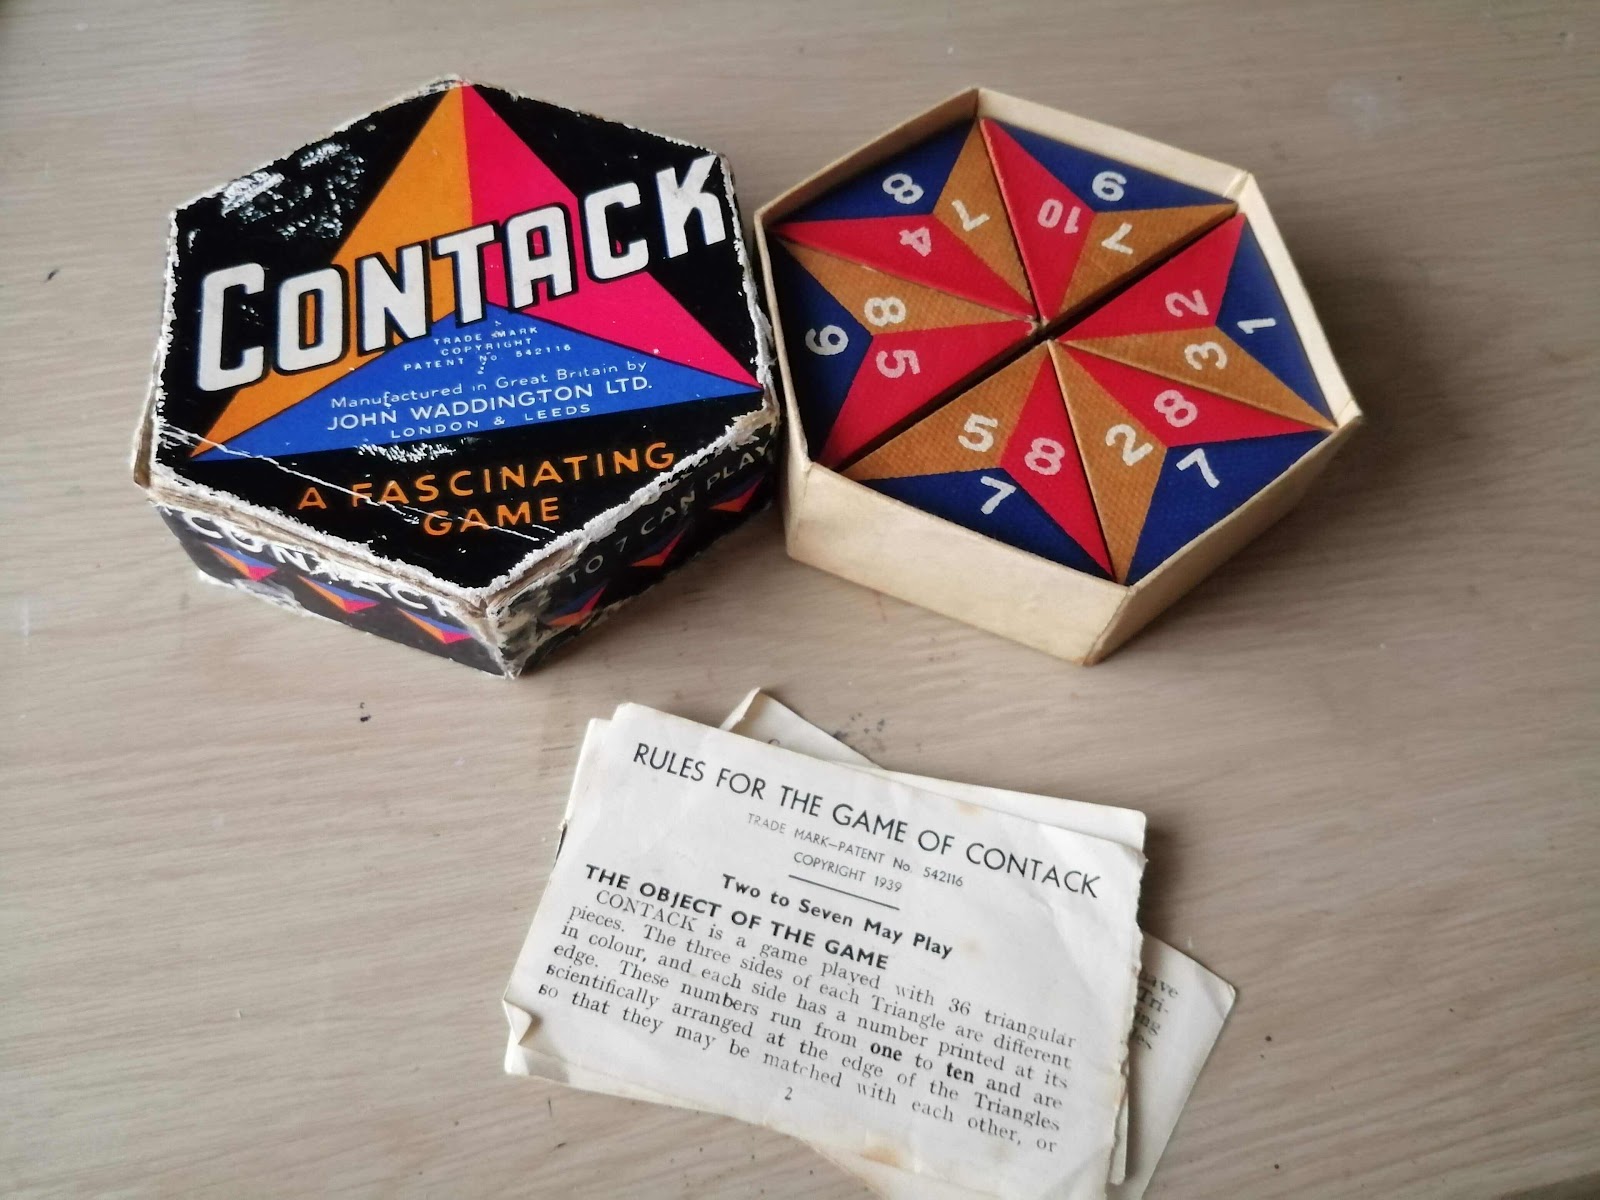 CONTACK
TRADE MARK
COPYRIGHT
PATENT No 542116
Manufactured in Great Britain by
JOHN WADDINGTON LTD.
LONDON & LEEDS
A FASCINATING
GAME
CONTACK
TO 7 CAN PLAY
8
7
4
9
10
7
8
5
9
2
1
3
5
8
7
8
2
7
RULES FOR THE GAME OF CONTACK
TRADE MARK—PATENT No. 542116
COPYRIGHT 1939
Two to Seven May Play
THE OBJECT OF THE GAME
CONTACK is a game played with 36 triangular
pieces. The three sides of each Triangle are different
in colour, and each side has a number printed at its
edge. These numbers run from one to ten and are
scientifically arranged at the edge of the Triangles
so that they may be matched with each other, or
2